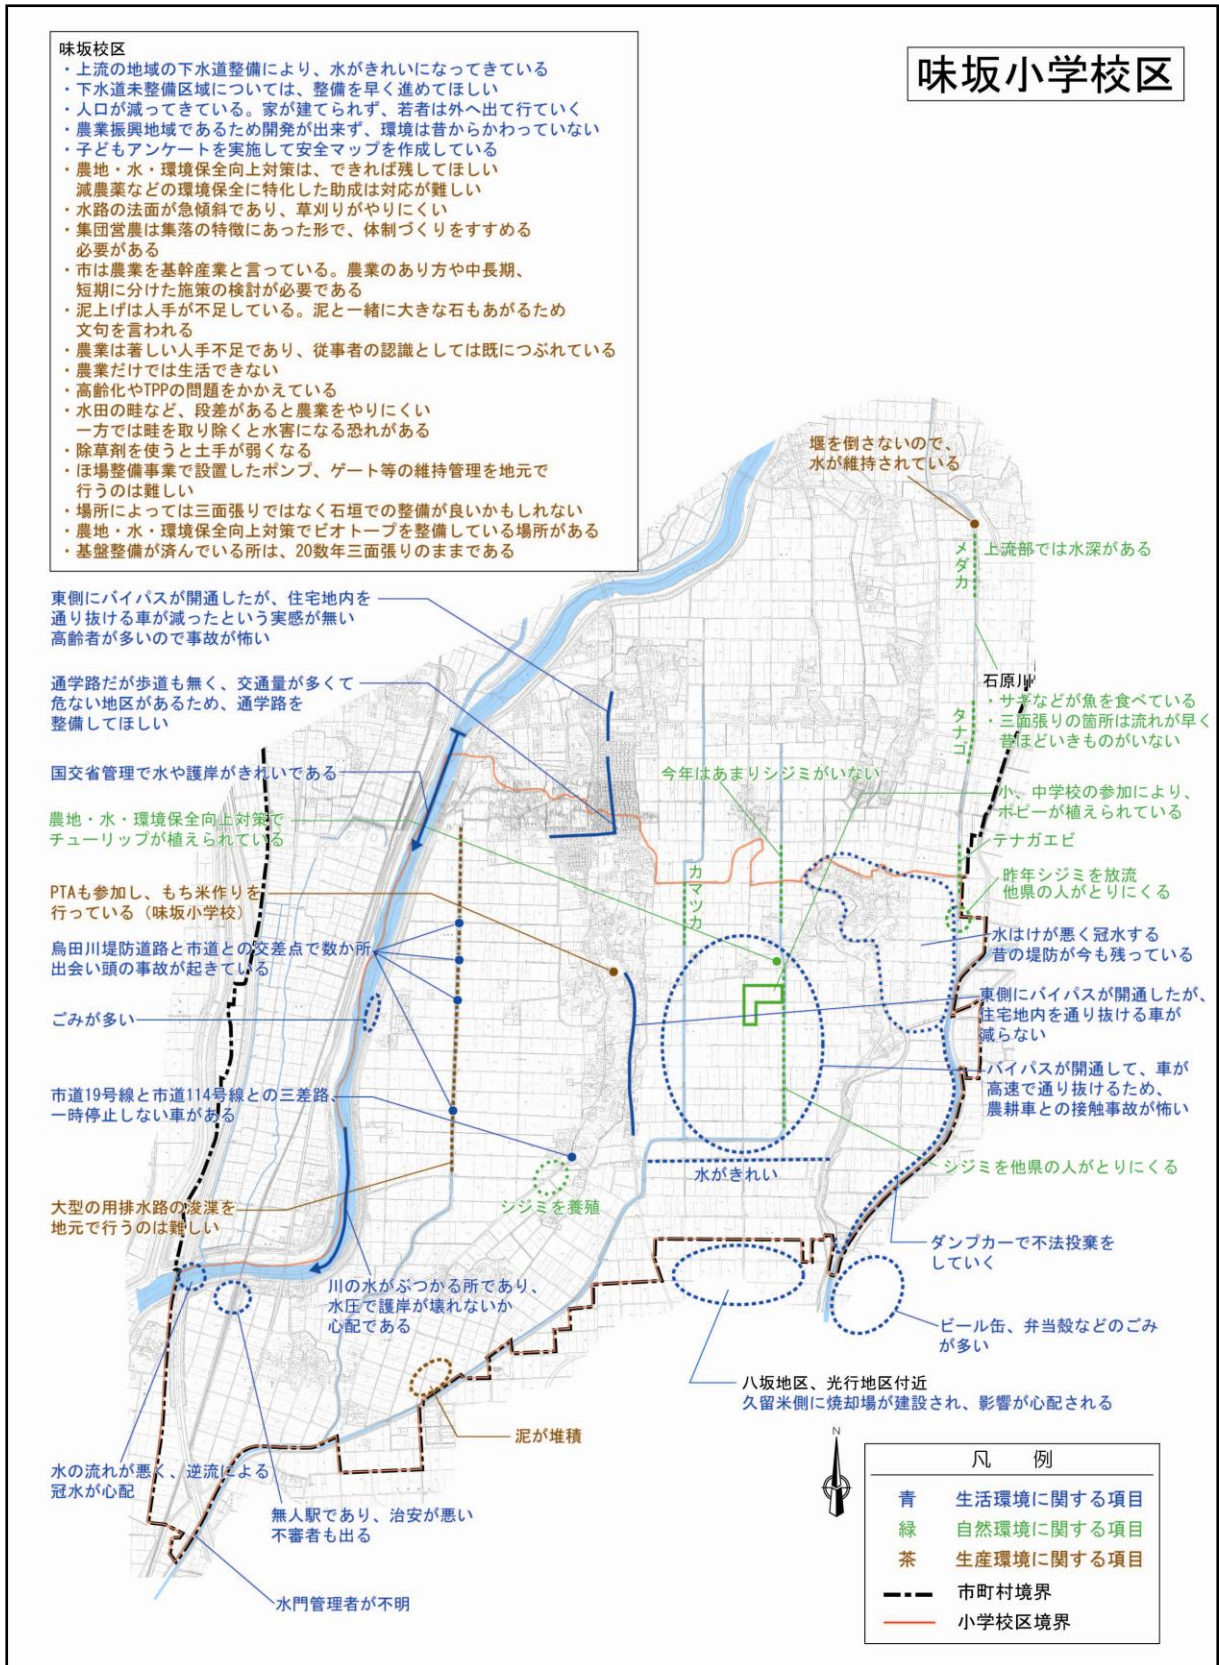 味坂小学校区
味坂校区
・上流の地域の下水道整備により、水がきれいになってきている
・下水道未整備区域については、整備を早く進めてほしい
・人口が減ってきている。家が建てられず、若者は外へ出て行ていく
・農業振興地域であるため開発が出来ず、環境は昔からかわっていない
・子どもアンケートを実施して安全マップを作成している
・農地・水・環境保全向上対策は、できれば残してほしい
減農薬などの環境保全に特化した助成は対応が難しい
・水路の法面が急傾斜であり、草刈りがやりにくい
・集団営農は集落の特徴にあった形で、体制づくりをすすめる
必要がある
・市は農業を基幹産業と言っている。農業のあり方や中長期、
短期に分けた施策の検討が必要である
・泥上げは人手が不足している。泥と一緒に大きな石もあがるため
文句を言われる
・農業は著しい人手不足であり、従事者の認識としては既につぶれている
・農業だけでは生活できない
・高齢化やTPPの問題をかかえている
・水田の畦など、段差があると農業をやりにくい
一方では畦を取り除くと水害になる恐れがある
・除草剤を使うと土手が弱くなる
・ほ場整備事業で設置したポンプ、ゲート等の維持管理を地元で
行うのは難しい
・場所によっては三面張りではなく石垣での整備が良いかもしれない
・農地・水・環境保全向上対策でビオトープを整備している場所がある
・基盤整備が済んでいる所は、20数年三面張りのままである
堰を倒さないので、
水が維持されている
メダカ
上流部では水深がある
東側にバイパスが開通したが、住宅地内を
通り抜ける車が減ったという実感が無い
高齢者が多いので事故が怖い
通学路だが歩道も無く、交通量が多くて
危ない地区があるため、通学路を
整備してほしい
石原川
・サギなどが魚を食べている
・三面張りの箇所は流れが早く
昔ほどいきものがいない
タナゴ
国交省管理で水や護岸がきれいである
今年はあまりシジミがいない
小、中学校の参加により、
ポピーが植えられている
農地・水・環境保全向上対策で
チューリップが植えられている
テナガエビ
カマツカ
昨年シジミを放流
他県の人がとりにくる
PTAも参加し、もち米作りを
行っている（味坂小学校）
水はけが悪く冠水する
昔の堤防が今も残っている
鳥田川堤防道路と市道との交差点で数か所
出会い頭の事故が起きている
東側にバイパスが開通したが、
住宅地内を通り抜ける車が
減らない
ごみが多い
バイパスが開通して、車が
高速で通り抜けるため、
農耕車との接触事故が怖い
市道19号線と市道114号線との三差路、
一時停止しない車がある
水がきれい
シジミを他県の人がとりにくる
シジミを養殖
大型の用排水路の浚渫を
地元で行うのは難しい
ダンプカーで不法投棄を
していく
川の水がぶつかる所であり、
水圧で護岸が壊れないか
心配である
ビール缶、弁当殻などのごみ
が多い
八坂地区、光行地区付近
久留米側に焼却場が建設され、影響が心配される
泥が堆積
水の流れが悪く、逆流による
冠水が心配
無人駅であり、治安が悪い
不審者も出る
水門管理者が不明
N
凡　例
青　生活環境に関する項目
緑　自然環境に関する項目
茶　生産環境に関する項目
市町村境界
小学校区境界